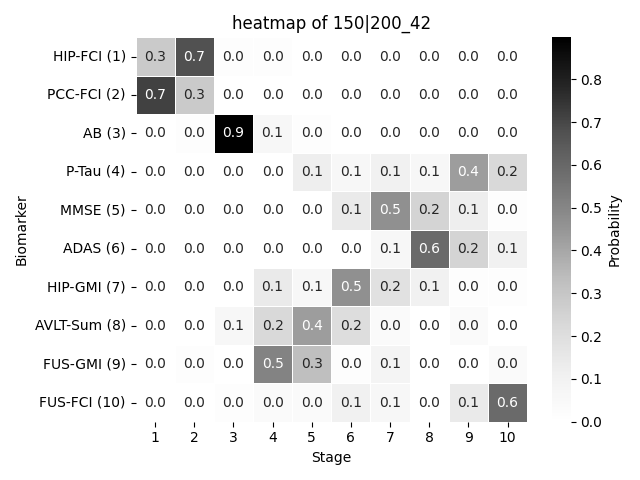 heatmap of 150|200_42
HIP-FCI (1) 0.3 0.7 0.0 0.0 0.0 0.0 0.0 0.0 0.0 0.0
PCC-FCI (2) 0.7 0.3 0.0 0.0 0.0 0.0 0.0 0.0 0.0 0.0
AB (3) 0.0 0.0 0.9 0.1 0.0 0.0 0.0 0.0 0.0 0.0
P-Tau (4) 0.0 0.0 0.0 0.0 0.1 0.1 0.1 0.1 0.4 0.2
MMSE (5) 0.0 0.0 0.0 0.0 0.0 0.1 0.5 0.2 0.1 0.0
ADAS (6) 0.0 0.0 0.0 0.0 0.0 0.0 0.1 0.6 0.2 0.1
HIP-GMI (7) 0.0 0.0 0.0 0.1 0.1 0.5 0.2 0.1 0.0 0.0
AVLT-Sum (8) 0.0 0.0 0.1 0.2 0.4 0.2 0.0 0.0 0.0 0.0
FUS-GMI (9) 0.0 0.0 0.0 0.5 0.3 0.0 0.1 0.0 0.0 0.0
FUS-FCI (10) 0.0 0.0 0.0 0.0 0.0 0.1 0.1 0.0 0.1 0.6
1 2 3 4 5 6 7 8 9 10
Stage
Biomarker
0.8
0.7
0.6
0.5
0.4
0.3
0.2
0.1
0.0
Probability